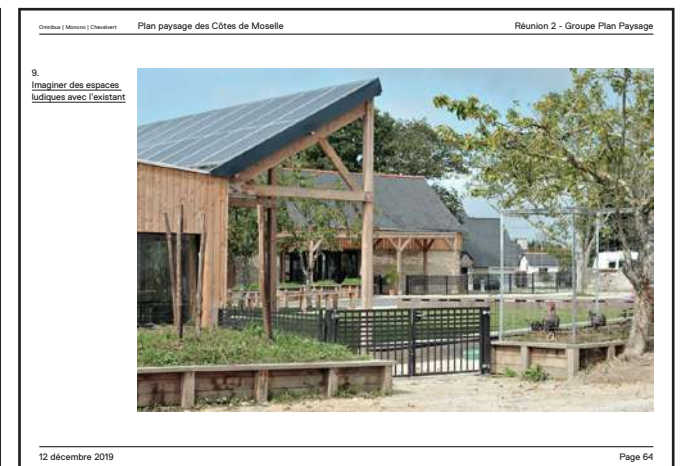 Omnibus | Monono | Chevalvert
Plan paysage des Côtes de Moselle
Réunion 2 - Groupe Plan Paysage
9.
Imaginer des espaces
ludiques avec l'existant
12 décembre 2019
Page 64